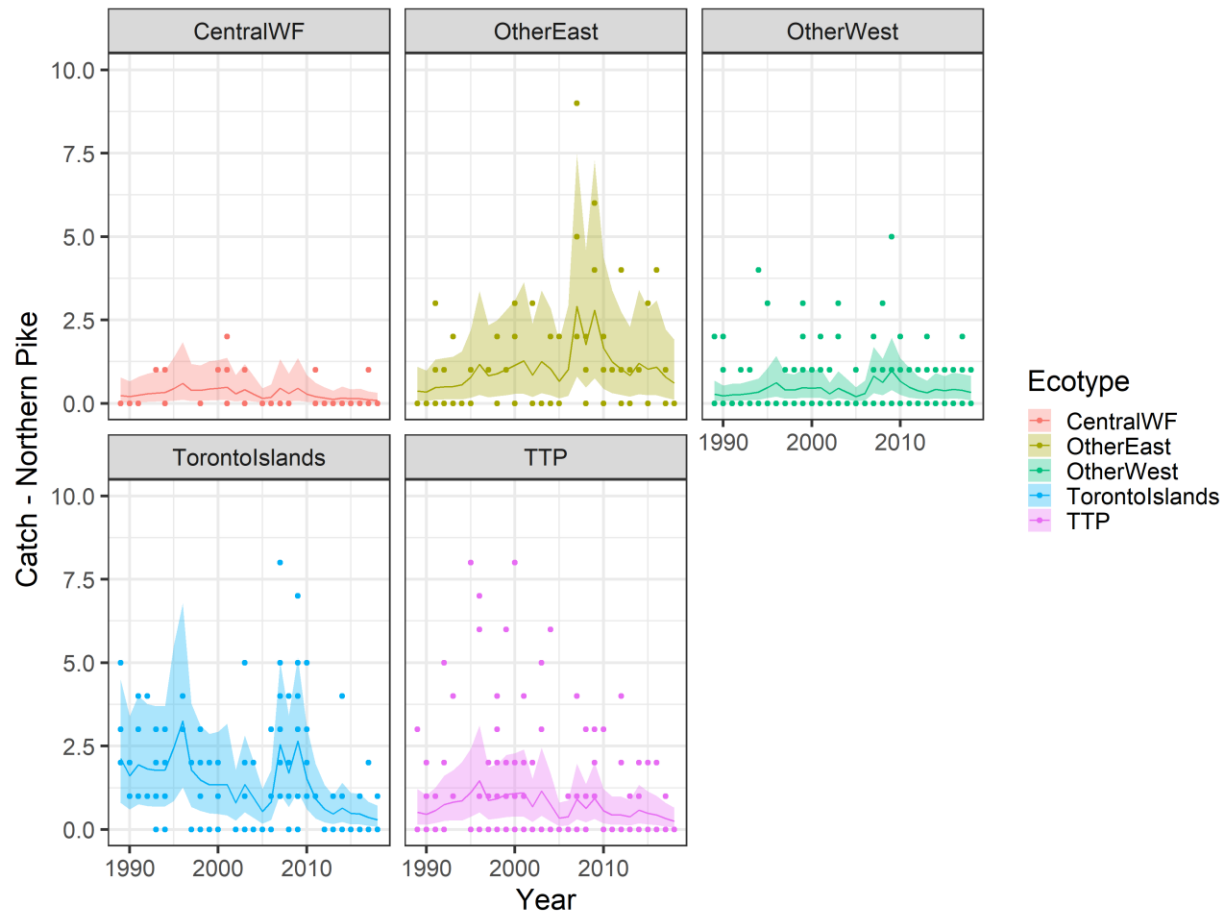 CentralWF OtherEast OtherWest
10.0
7.5
5.0
2.5
0.0
1990 2000 2010
TorontoIslands TTP
10.0
7.5
5.0
2.5
0.0
1990 2000 2010 1990 2000 2010
Year
Catch - Northern Pike
Ecotype
CentralWF
OtherEast
OtherWest
TorontoIslands
TTP